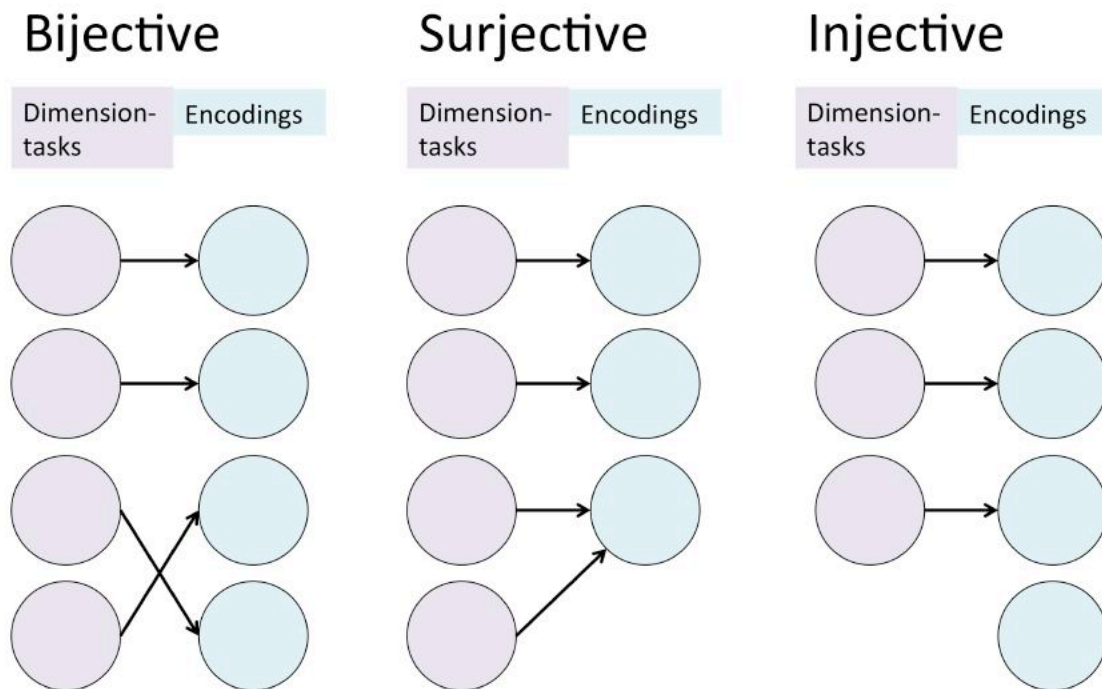 Bijective
Surjective
Injective
Dimension-
tasks
Encodings
Dimension-
tasks
Encodings
Dimension-
tasks
Encodings